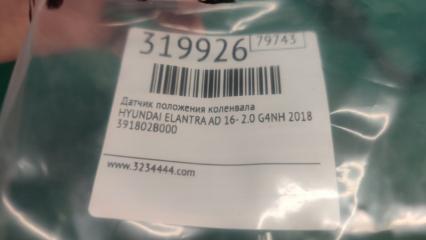 319926 79743
Датчик положения коленвала
HYUNDAI ELANTRA AD 16- 2.0 G4NH 2018
391802B000
www.3234444.com